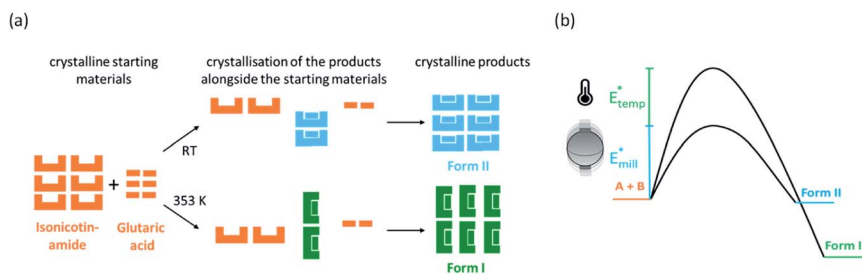 (a)
(b)
crystalline starting
materials
crystallisation of the products
alongside the starting materials
crystalline products
RT
353 K
+
Isonicotin-
amide
Glutaric
acid
Form II
Form I
E*temp
E*mill
A + B
Form II
Form I